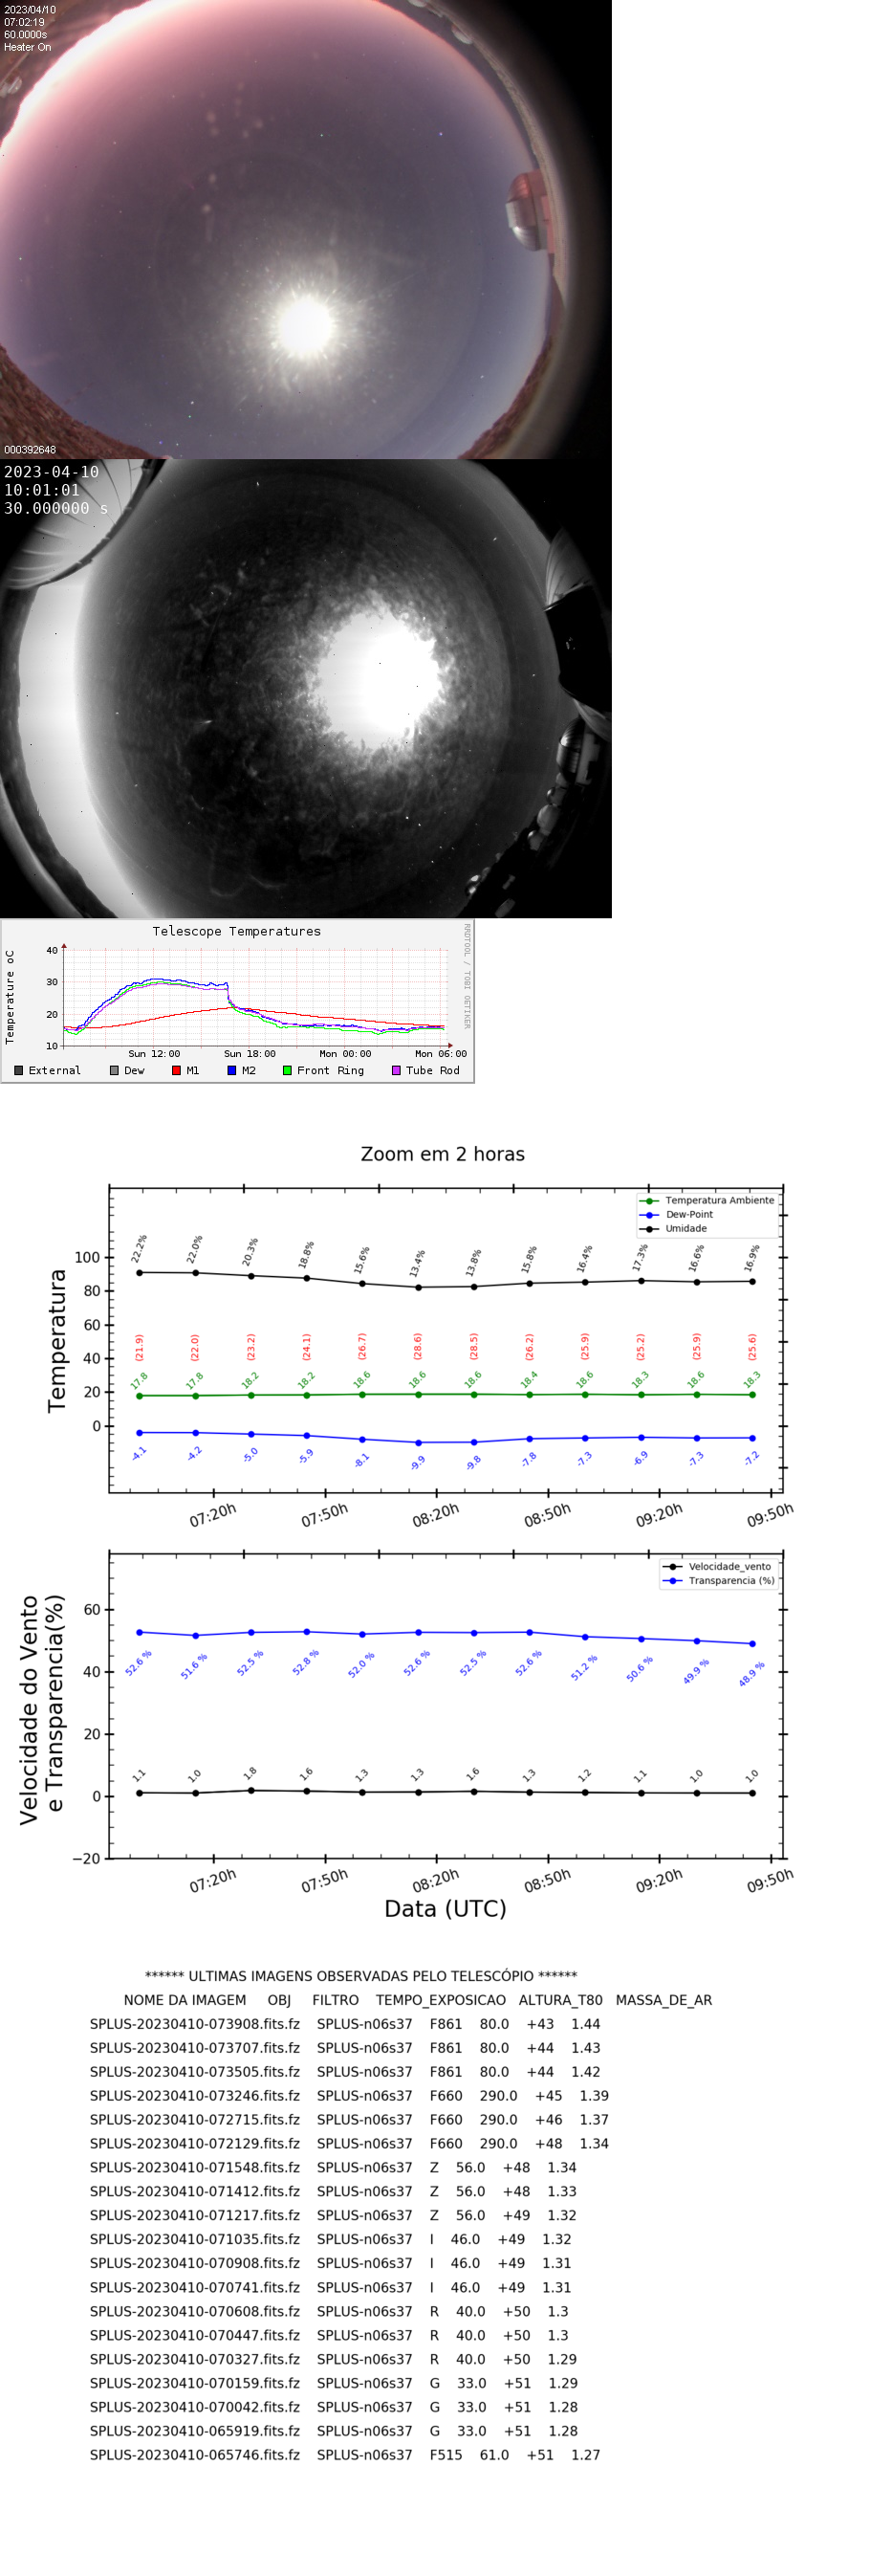 2023/04/10
07:02:19
60.0000s
Heater On
000392648
2023-04-10
10:01:01
30.000000 s
Telescope Temperatures
RRDTOOL / TOBI OETIKER
Temperature oC
40
30
20
10
Sun 12:00 Sun 18:00 Mon 00:00 Mon 06:00
External Dew M1 M2 Front Ring Tube Rod
Zoom em 2 horas
Temperatura Ambiente
Dew-Point
Umidade
Temperatura
100
80
60
40
20
0
22.2% 22.0% 20.3% 18.8% 15.6% 13.4% 13.8% 15.8% 16.4% 17.3% 16.6% 16.9%
(21.9) (22.0) (23.2) (24.1) (26.7) (28.6) (28.5) (26.2) (25.9) (25.2) (25.9) (25.6)
17.8 17.8 18.2 18.2 18.6 18.6 18.6 18.4 18.6 18.3 18.6 18.3
-4.1 -4.2 -5.0 -5.9 -8.1 -9.9 -9.8 -7.8 -7.3 -6.9 -7.3 -7.2
07:20h 07:50h 08:20h 08:50h 09:20h 09:50h
Velocidade_vento
Transparencia (%)
Velocidade do Vento
e Transparencia(%)
60
40
20
0
−20
52.6 % 51.6 % 52.5 % 52.8 % 52.0 % 52.6 % 52.5 % 52.6 % 51.2 % 50.6 % 49.9 % 48.9 %
1.1 1.0 1.8 1.6 1.3 1.3 1.6 1.3 1.2 1.1 1.0 1.0
07:20h 07:50h 08:20h 08:50h 09:20h 09:50h
Data (UTC)
****** ULTIMAS IMAGENS OBSERVADAS PELO TELESCÓPIO ******
NOME DA IMAGEM OBJ FILTRO TEMPO_EXPOSICAO ALTURA_T80 MASSA_DE_AR
SPLUS-20230410-073908.fits.fz SPLUS-n06s37 F861 80.0 +43 1.44
SPLUS-20230410-073707.fits.fz SPLUS-n06s37 F861 80.0 +44 1.43
SPLUS-20230410-073505.fits.fz SPLUS-n06s37 F861 80.0 +44 1.42
SPLUS-20230410-073246.fits.fz SPLUS-n06s37 F660 290.0 +45 1.39
SPLUS-20230410-072715.fits.fz SPLUS-n06s37 F660 290.0 +46 1.37
SPLUS-20230410-072129.fits.fz SPLUS-n06s37 F660 290.0 +48 1.34
SPLUS-20230410-071548.fits.fz SPLUS-n06s37 Z 56.0 +48 1.34
SPLUS-20230410-071412.fits.fz SPLUS-n06s37 Z 56.0 +48 1.33
SPLUS-20230410-071217.fits.fz SPLUS-n06s37 Z 56.0 +49 1.32
SPLUS-20230410-071035.fits.fz SPLUS-n06s37 I 46.0 +49 1.32
SPLUS-20230410-070908.fits.fz SPLUS-n06s37 I 46.0 +49 1.31
SPLUS-20230410-070741.fits.fz SPLUS-n06s37 I 46.0 +49 1.31
SPLUS-20230410-070608.fits.fz SPLUS-n06s37 R 40.0 +50 1.3
SPLUS-20230410-070447.fits.fz SPLUS-n06s37 R 40.0 +50 1.3
SPLUS-20230410-070327.fits.fz SPLUS-n06s37 R 40.0 +50 1.29
SPLUS-20230410-070159.fits.fz SPLUS-n06s37 G 33.0 +51 1.29
SPLUS-20230410-070042.fits.fz SPLUS-n06s37 G 33.0 +51 1.28
SPLUS-20230410-065919.fits.fz SPLUS-n06s37 G 33.0 +51 1.28
SPLUS-20230410-065746.fits.fz SPLUS-n06s37 F515 61.0 +51 1.27